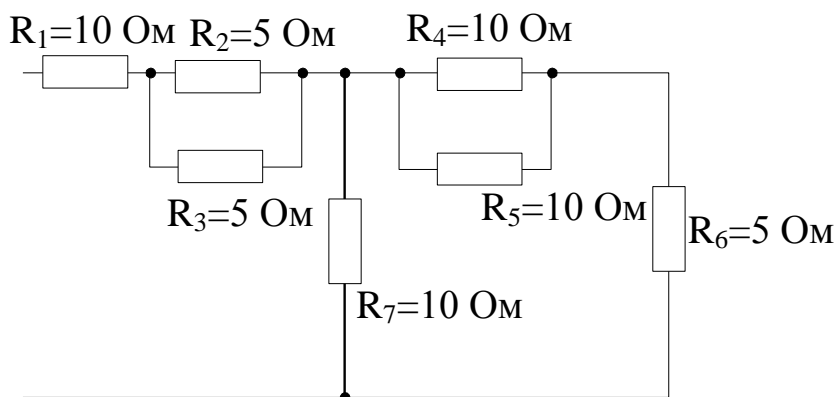 R₁=10 Ом
R₂=5 Ом
R₄=10 Ом
R₃=5 Ом
R₅=10 Ом
R₆=5 Ом
R₇=10 Ом